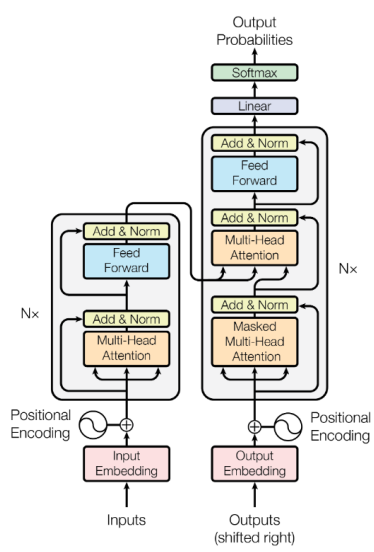 Output
Probabilities
Softmax
Linear
Add & Norm
Feed
Forward
Add & Norm
Multi-Head
Attention
Add & Norm
Masked
Multi-Head
Attention
N×
Add & Norm
Feed
Forward
Add & Norm
Multi-Head
Attention
N×
Positional
Encoding
Input
Embedding
Inputs
Positional
Encoding
Output
Embedding
Outputs
(shifted right)